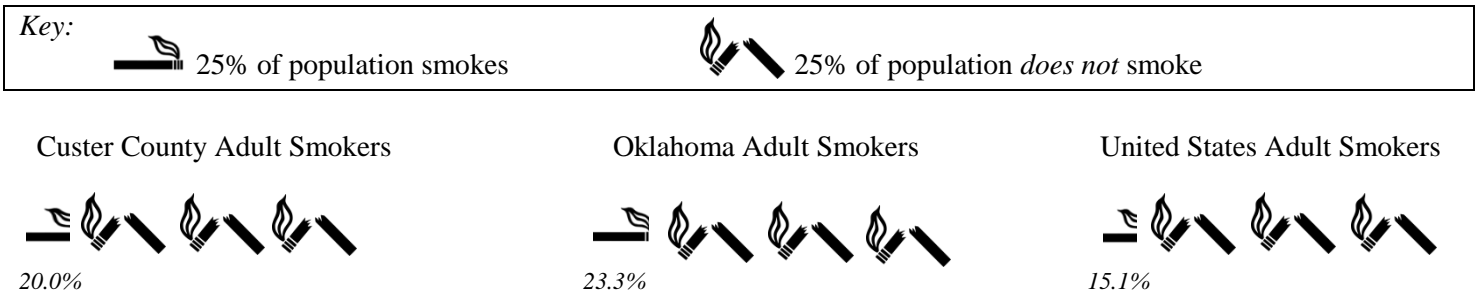 Key:
25% of population smokes 25% of population does not smoke
Custer County Adult Smokers Oklahoma Adult Smokers United States Adult Smokers
20.0% 23.3% 15.1%